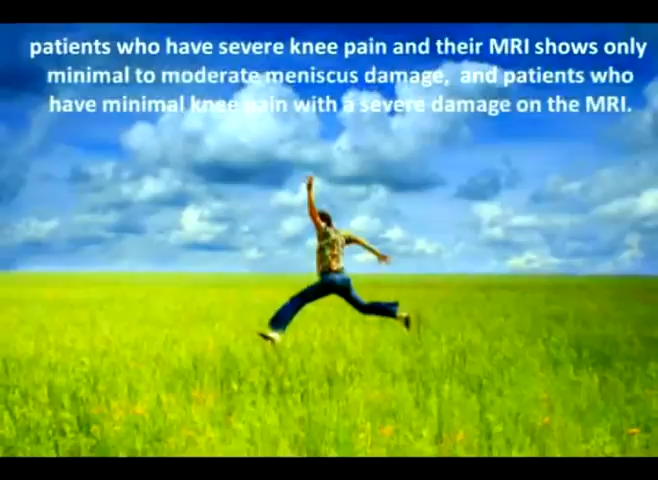 patients who have severe knee pain and their MRI shows only
minimal to moderate meniscus damage,  and patients who
have minimal knee pain with a severe damage on the MRI.